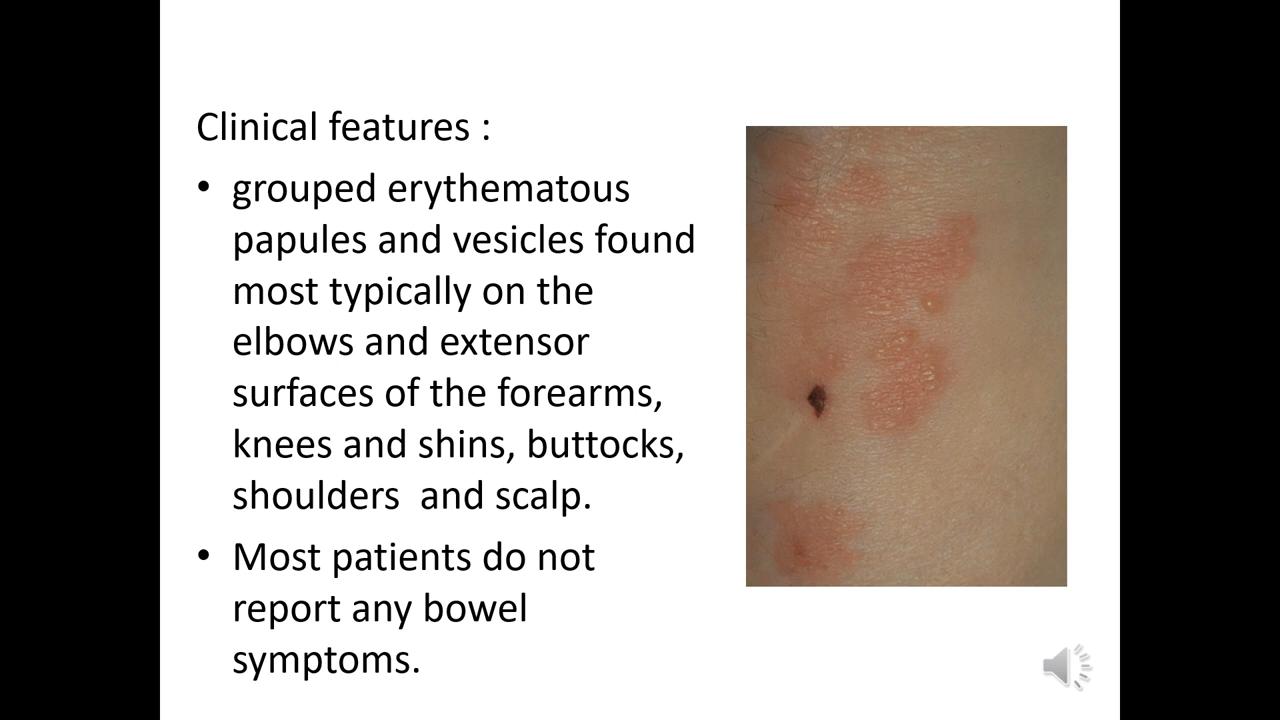 Clinical features :
• grouped erythematous
papules and vesicles found
most typically on the
elbows and extensor
surfaces of the forearms,
knees and shins, buttocks,
shoulders  and scalp.
• Most patients do not
report any bowel
symptoms.